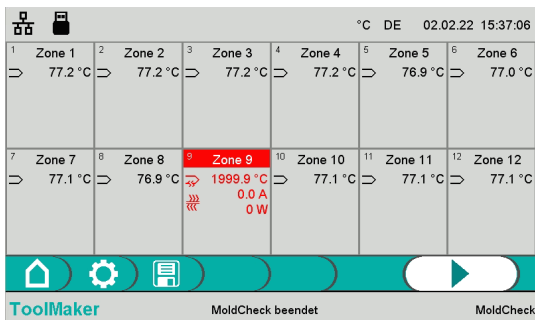 °C DE 02.02.22 15:37:06
1 Zone 1 2 Zone 2 3 Zone 3 4 Zone 4 5 Zone 5 6 Zone 6
77.2 °C 77.2 °C 77.2 °C 77.2 °C 76.9 °C 77.0 °C
7 Zone 7 8 Zone 8 9 Zone 9 10 Zone 10 11 Zone 11 12 Zone 12
77.1 °C 76.9 °C 1999.9 °C 77.1 °C 77.1 °C 77.1 °C
0.0 A
0 W
ToolMaker MoldCheck beendet MoldCheck